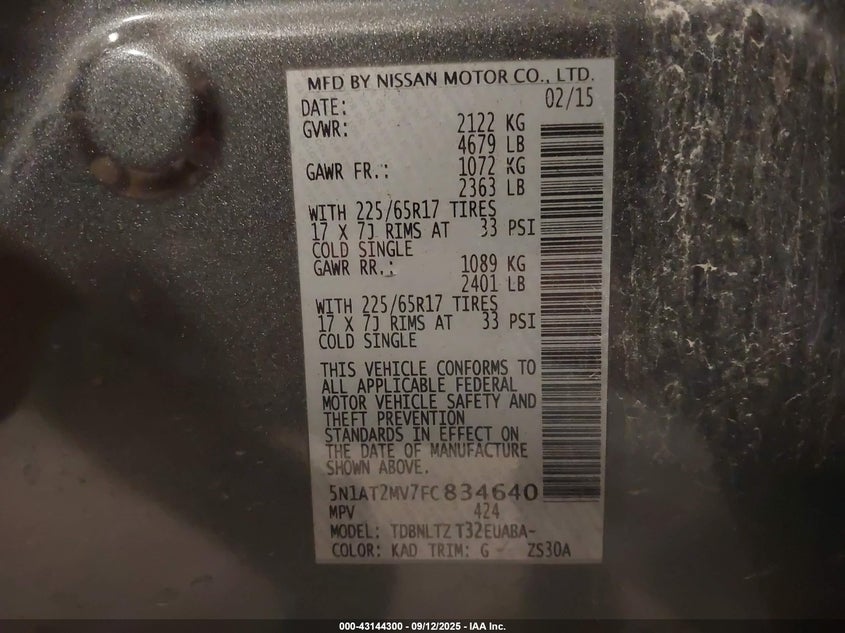 MFD BY NISSAN MOTOR CO., LTD.
DATE: 02/15
GVWR: 2122 KG
4679 LB
GAWR FR.: 1072 KG
2363 LB
WITH 225/65R17 TIRES
17 X 7J RIMS AT 33 PSI
COLD SINGLE
GAWR RR.: 1089 KG
2401 LB
WITH 225/65R17 TIRES
17 X 7J RIMS AT 33 PSI
COLD SINGLE
THIS VEHICLE CONFORMS TO
ALL APPLICABLE FEDERAL
MOTOR VEHICLE SAFETY AND
THEFT PREVENTION
STANDARDS IN EFFECT ON
THE DATE OF MANUFACTURE
SHOWN ABOVE.
5N1AT2MV7FC834640
MPV 424
MODEL: TDBNLTZ T32EUABA-
COLOR: KAD TRIM: G ZS30A
000-43144300 - 09/12/2025 - IAA Inc.